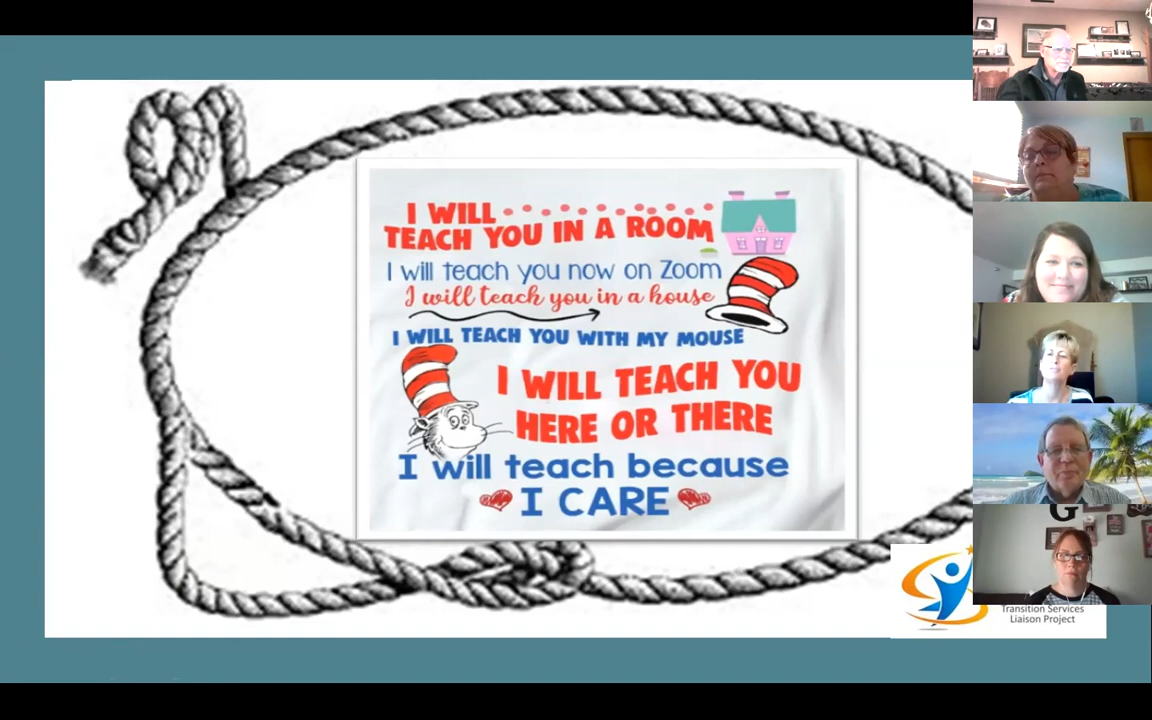 I WILL
TEACH YOU IN A ROOM
I will teach you now on Zoom
I will teach you in a house
I WILL TEACH YOU WITH MY MOUSE
I WILL TEACH YOU
HERE OR THERE
I will teach because
I CARE
G
Transition Services
Liaison Project